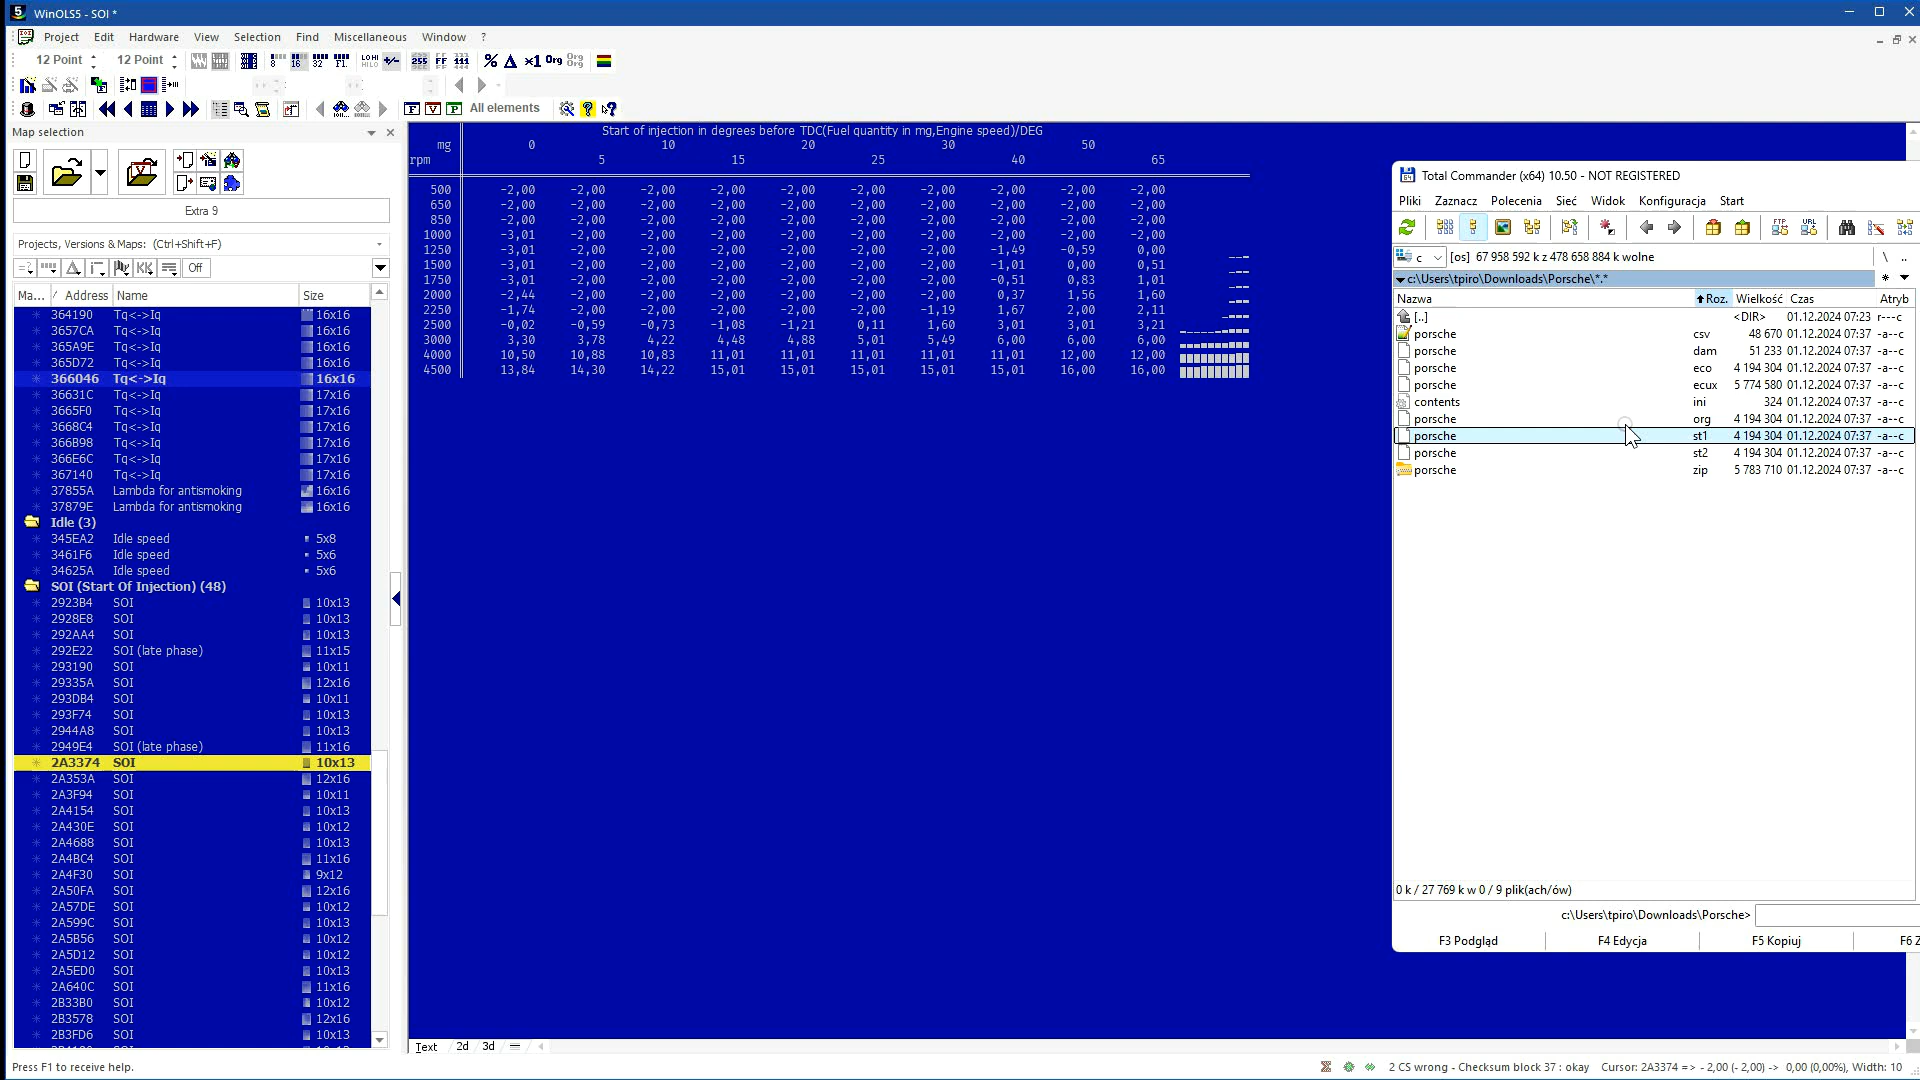 WinOLS5 - SOI *
Project Edit Hardware View Selection Find Miscellaneous Window ?
12 Point 12 Point
All elements
Map selection
Extra 9
Projects, Versions & Maps: (Ctrl+Shift+F)
Off
Ma... / Address Name Size
364190 Tq<->Iq 16x16
3657CA Tq<->Iq 16x16
365A9E Tq<->Iq 16x16
365D72 Tq<->Iq 16x16
366046 Tq<->Iq 16x16
36631C Tq<->Iq 17x16
3665F0 Tq<->Iq 17x16
3668C4 Tq<->Iq 17x16
366B98 Tq<->Iq 17x16
366E6C Tq<->Iq 17x16
367140 Tq<->Iq 17x16
37855A Lambda for antismoking 16x16
37879E Lambda for antismoking 16x16
Idle (3)
345EA2 Idle speed 5x8
3461F6 Idle speed 5x6
34625A Idle speed 5x6
SOI (Start Of Injection) (48)
2923B4 SOI 10x13
2928E8 SOI 10x13
292AA4 SOI 10x13
292E22 SOI (late phase) 11x15
293190 SOI 10x11
29335A SOI 12x16
293DB4 SOI 10x11
293F74 SOI 10x13
2944A8 SOI 10x13
2949E4 SOI (late phase) 11x16
2A3374 SOI 10x13
2A353A SOI 12x16
2A3F94 SOI 10x11
2A4154 SOI 10x13
2A430E SOI 10x12
2A4688 SOI 10x13
2A4BC4 SOI 11x16
2A4F30 SOI 9x12
2A50FA SOI 12x16
2A57DE SOI 10x12
2A599C SOI 10x13
2A5B56 SOI 10x12
2A5D12 SOI 10x12
2A5ED0 SOI 10x13
2A640C SOI 11x16
2B33B0 SOI 10x12
2B3578 SOI 12x16
2B3FD6 SOI 10x13
Start of injection in degrees before TDC(Fuel quantity in mg,Engine speed)/DEG
mg 0 10 20 30 50
rpm 5 15 25 40 65
500 -2,00 -2,00 -2,00 -2,00 -2,00 -2,00 -2,00 -2,00 -2,00 -2,00
650 -2,00 -2,00 -2,00 -2,00 -2,00 -2,00 -2,00 -2,00 -2,00 -2,00
850 -2,00 -2,00 -2,00 -2,00 -2,00 -2,00 -2,00 -2,00 -2,00 -2,00
1000 -3,01 -2,00 -2,00 -2,00 -2,00 -2,00 -2,00 -2,00 -2,00 -2,00
1250 -3,01 -2,00 -2,00 -2,00 -2,00 -2,00 -2,00 -1,49 -0,59 0,00
1500 -3,01 -2,00 -2,00 -2,00 -2,00 -2,00 -2,00 -1,01 0,00 0,51
1750 -3,01 -2,00 -2,00 -2,00 -2,00 -2,00 -2,00 -0,51 0,83 1,01
2000 -2,44 -2,00 -2,00 -2,00 -2,00 -2,00 -2,00 0,37 1,56 1,60
2250 -1,74 -2,00 -2,00 -2,00 -2,00 -2,00 -1,19 1,67 2,00 2,11
2500 -0,02 -0,59 -0,73 -1,08 -1,21 0,11 1,60 3,01 3,01 3,21
3000 3,30 3,78 4,22 4,48 4,88 5,01 5,49 6,00 6,00 6,00
4000 10,50 10,88 10,83 11,01 11,01 11,01 11,01 11,01 12,00 12,00
4500 13,84 14,30 14,22 15,01 15,01 15,01 15,01 15,01 16,00 16,00
Text 2d 3d
Total Commander (x64) 10.50 - NOT REGISTERED
Pliki Zaznacz Polecenia Sieć Widok Konfiguracja Start
c [os] 67 958 592 k z 478 658 884 k wolne \ ..
c:\Users\tpiro\Downloads\Porsche\*.* *
Nazwa Roz. Wielkość Czas Atryb
[..] <DIR> 01.12.2024 07:23 r---c
porsche csv 48 670 01.12.2024 07:37 -a--c
porsche dam 51 233 01.12.2024 07:37 -a--c
porsche eco 4 194 304 01.12.2024 07:37 -a--c
porsche ecux 5 774 580 01.12.2024 07:37 -a--c
contents ini 324 01.12.2024 07:37 -a--c
porsche org 4 194 304 01.12.2024 07:37 -a--c
porsche st1 4 194 304 01.12.2024 07:37 -a--c
porsche st2 4 194 304 01.12.2024 07:37 -a--c
porsche zip 5 783 710 01.12.2024 07:37 -a--c
0 k / 27 769 k w 0 / 9 plik(ach/ów)
c:\Users\tpiro\Downloads\Porsche>
F3 Podgląd F4 Edycja F5 Kopiuj F6 Z
Press F1 to receive help.
2 CS wrong - Checksum block 37 : okay Cursor: 2A3374 => - 2,00 (- 2,00) -> 0,00 (0,00%), Width: 10